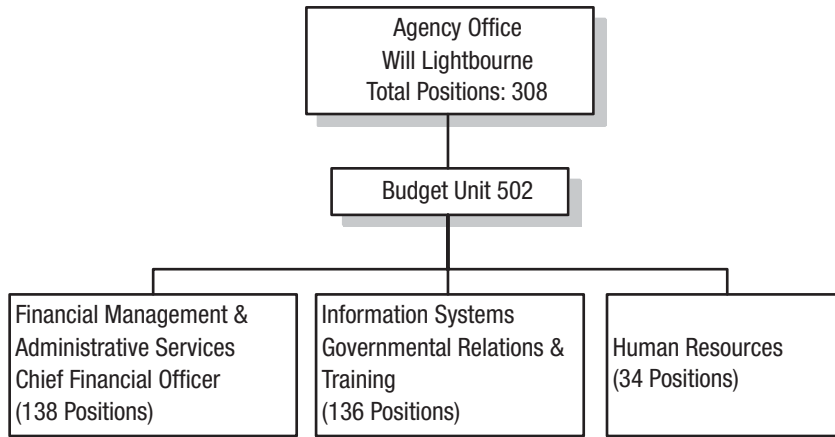 Agency Office
Will Lightbourne
Total Positions: 308
Budget Unit 502
Financial Management &
Administrative Services
Chief Financial Officer
(138 Positions)
Information Systems
Governmental Relations &
Training
(136 Positions)
Human Resources
(34 Positions)